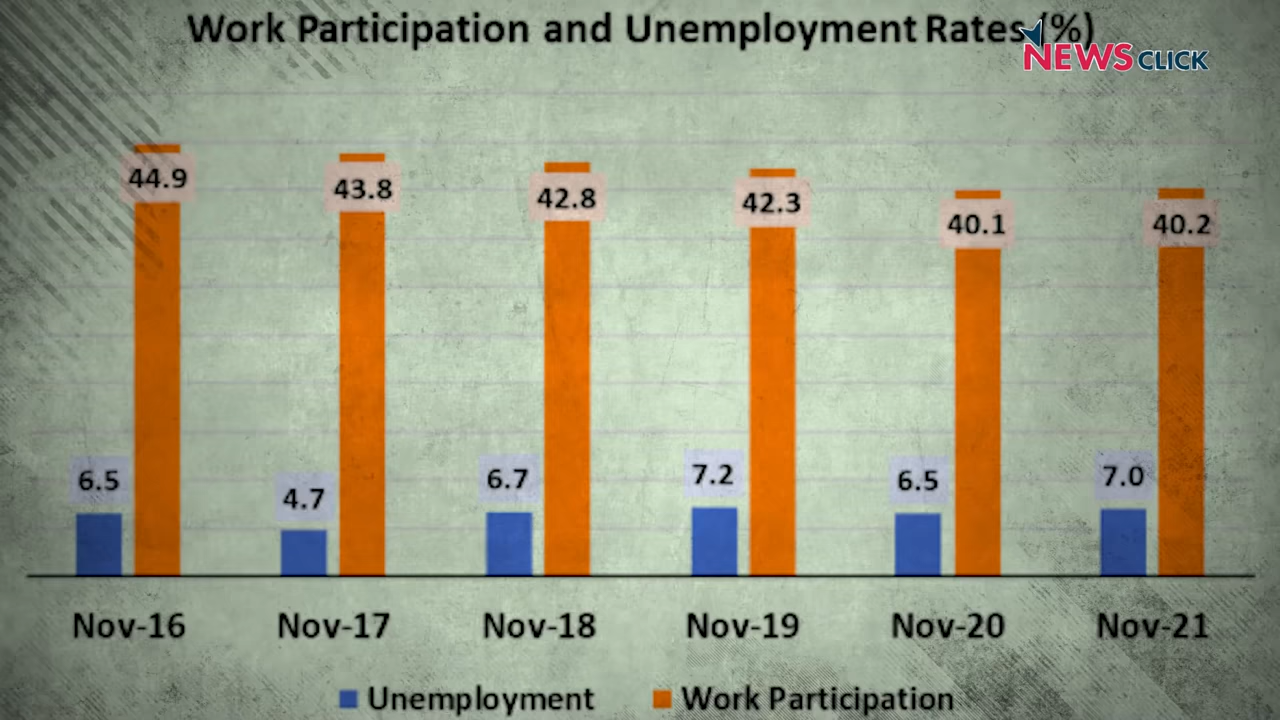 Work Participation and Unemployment Rates (%)
NEWSCLICK
44.9 43.8 42.8 42.3 40.1 40.2
6.5 4.7 6.7 7.2 6.5 7.0
Nov-16 Nov-17 Nov-18 Nov-19 Nov-20 Nov-21
Unemployment Work Participation